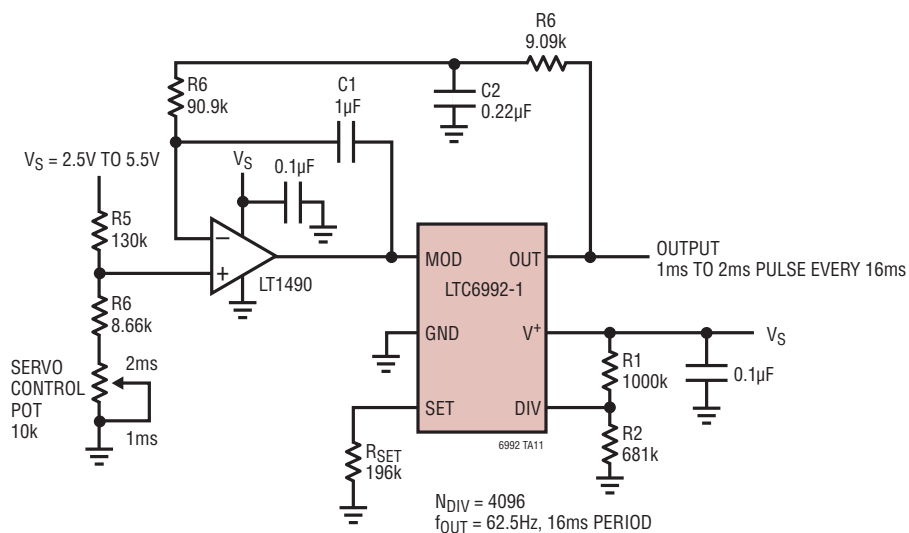 R6
9.09k
R6
90.9k
C1
1µF
C2
0.22µF
VS = 2.5V TO 5.5V
VS
0.1µF
R5
130k
−
+
LT1490
MOD
OUT
OUTPUT
1ms TO 2ms PULSE EVERY 16ms
LTC6992-1
R6
8.66k
GND
V+
VS
SERVO
CONTROL
POT
10k
2ms
1ms
R1
1000k
0.1µF
SET
DIV
6992 TA11
RSET
196k
R2
681k
NDIV = 4096
fOUT = 62.5Hz, 16ms PERIOD